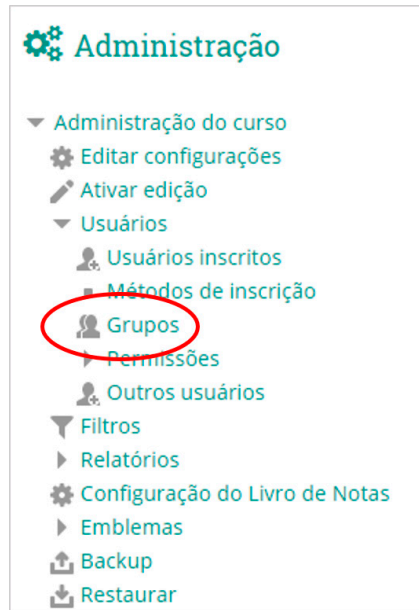 Administração
Administração do curso
Editar configurações
Ativar edição
Usuários
Usuários inscritos
Métodos de inscrição
Grupos
Permissões
Outros usuários
Filtros
Relatórios
Configuração do Livro de Notas
Emblemas
Backup
Restaurar